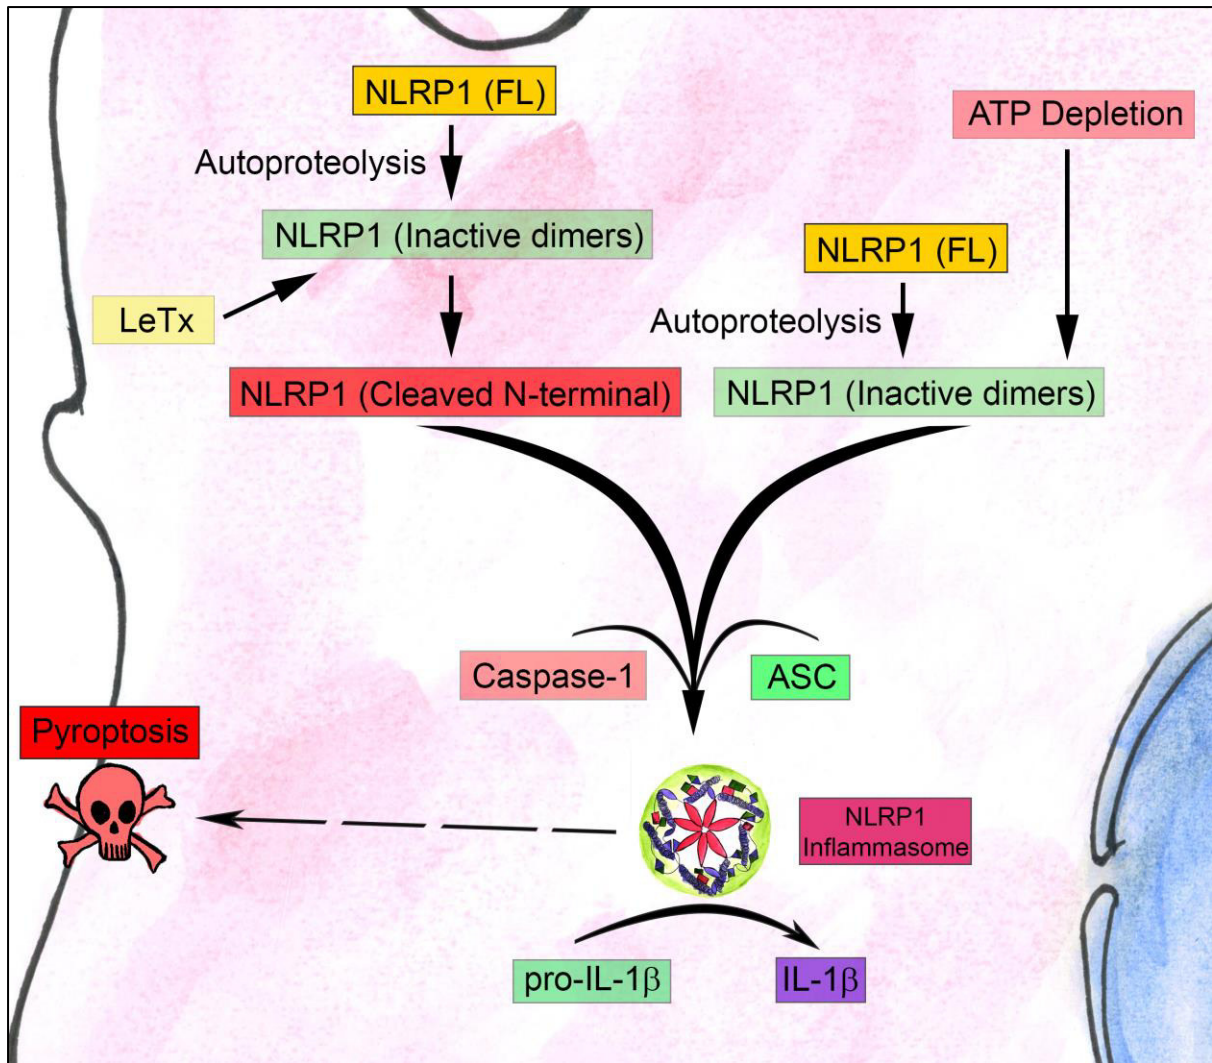 NLRP1 (FL)
ATP Depletion
Autoproteolysis
NLRP1 (Inactive dimers)
NLRP1 (FL)
LeTx
Autoproteolysis
NLRP1 (Cleaved N-terminal)
NLRP1 (Inactive dimers)
Caspase-1
ASC
Pyroptosis
NLRP1
Inflammasome
pro-IL-1β
IL-1β